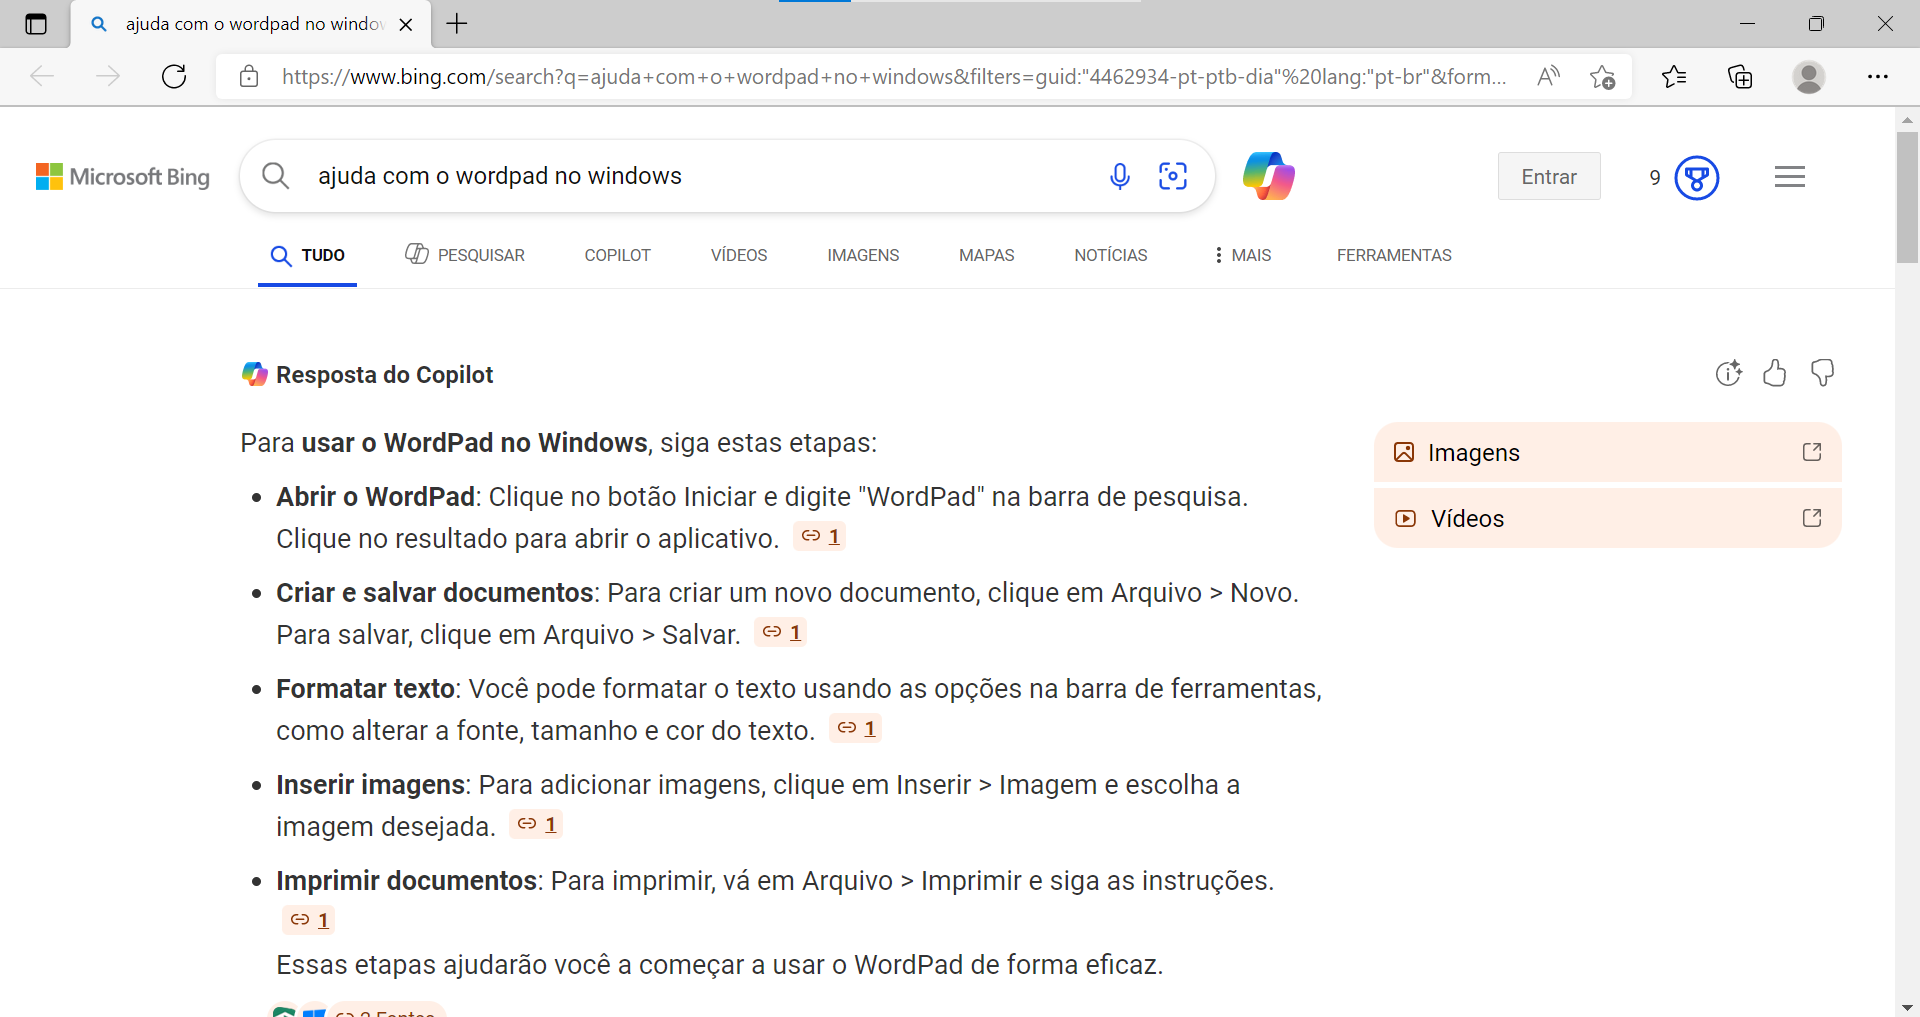 ajuda com o wordpad no windo
https://www.bing.com/search?q=ajuda+com+o+wordpad+no+windows&filters=guid:"4462934-pt-ptb-dia"%20lang:"pt-br"&form...
Microsoft Bing
ajuda com o wordpad no windows
Entrar
9
TUDO
PESQUISAR
COPILOT
VÍDEOS
IMAGENS
MAPAS
NOTÍCIAS
MAIS
FERRAMENTAS
Resposta do Copilot
Para usar o WordPad no Windows, siga estas etapas:
• Abrir o WordPad: Clique no botão Iniciar e digite "WordPad" na barra de pesquisa.
Clique no resultado para abrir o aplicativo. 1
• Criar e salvar documentos: Para criar um novo documento, clique em Arquivo > Novo.
Para salvar, clique em Arquivo > Salvar. 1
• Formatar texto: Você pode formatar o texto usando as opções na barra de ferramentas,
como alterar a fonte, tamanho e cor do texto. 1
• Inserir imagens: Para adicionar imagens, clique em Inserir > Imagem e escolha a
imagem desejada. 1
• Imprimir documentos: Para imprimir, vá em Arquivo > Imprimir e siga as instruções.
1
Essas etapas ajudarão você a começar a usar o WordPad de forma eficaz.
Imagens
Vídeos